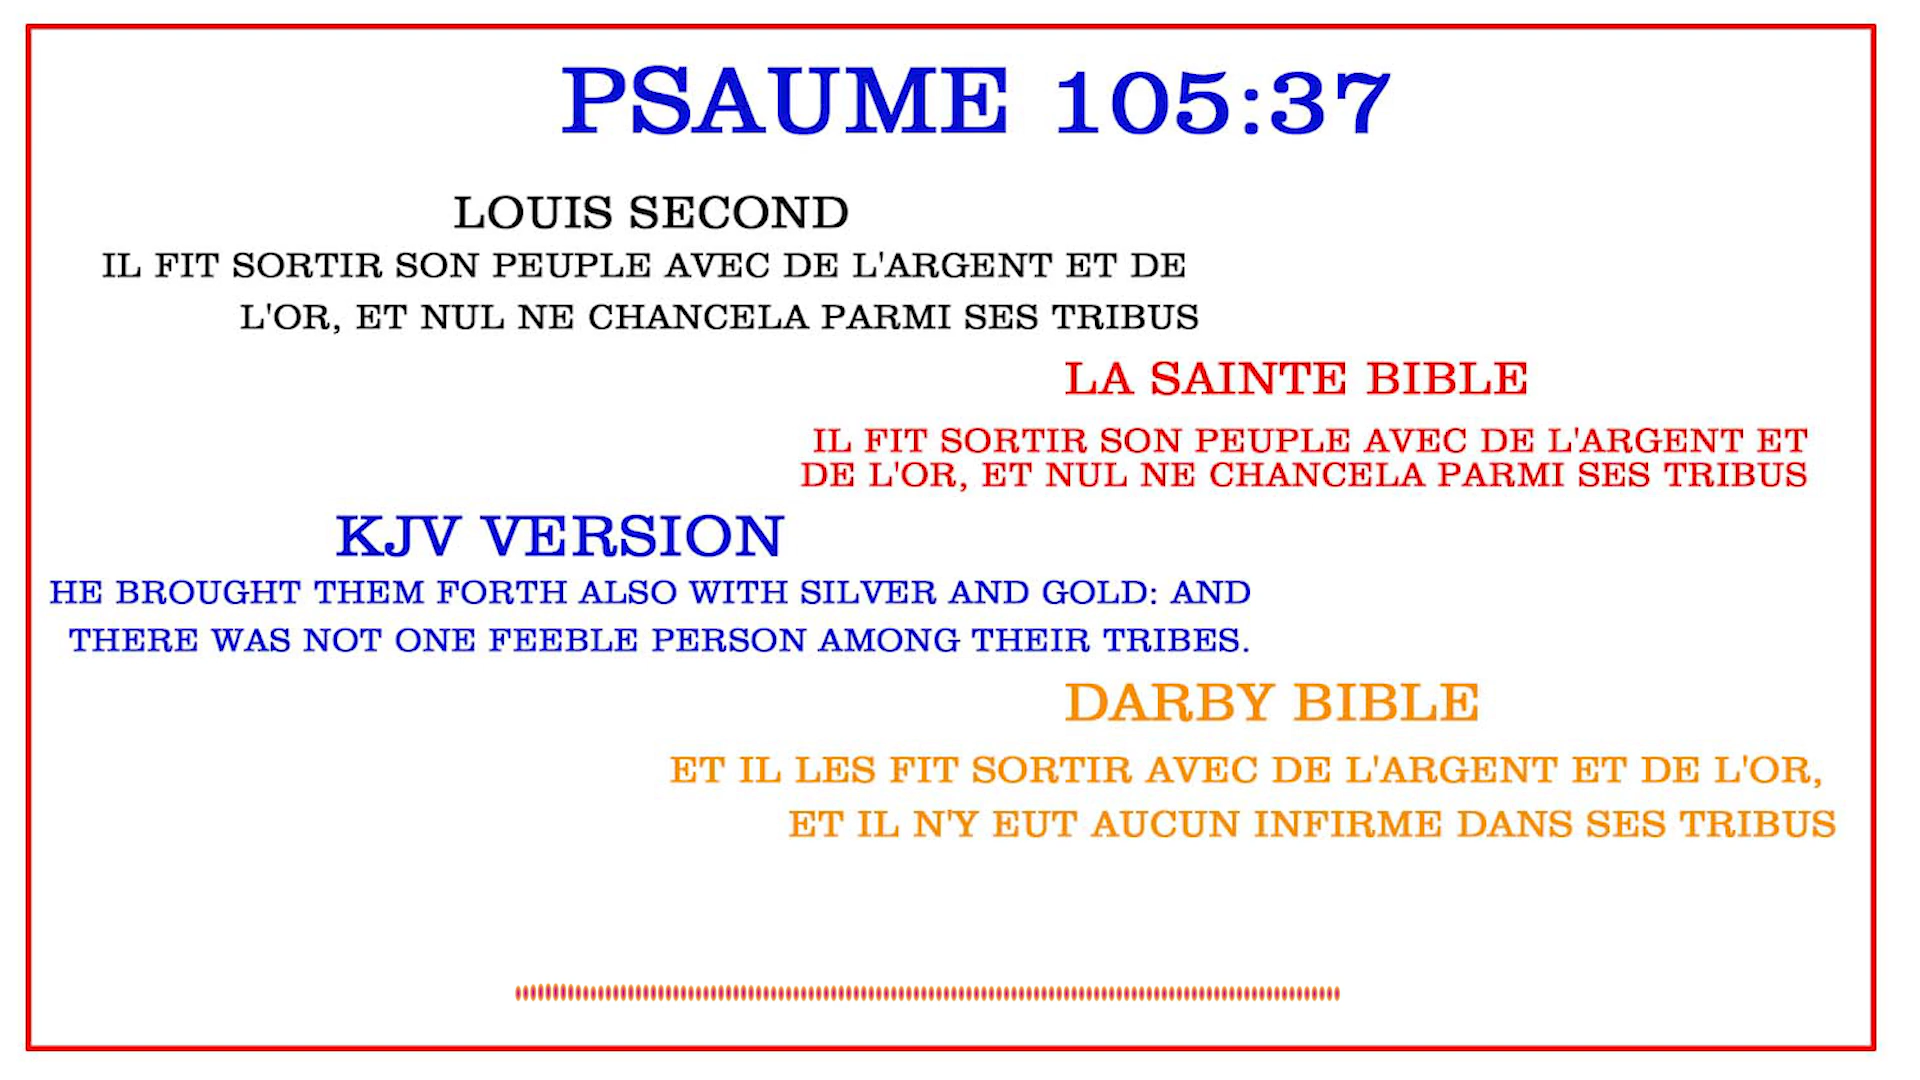 PSAUME 105:37
LOUIS SECOND
IL FIT SORTIR SON PEUPLE AVEC DE L'ARGENT ET DE
L'OR, ET NUL NE CHANCELA PARMI SES TRIBUS
LA SAINTE BIBLE
IL FIT SORTIR SON PEUPLE AVEC DE L'ARGENT ET
DE L'OR, ET NUL NE CHANCELA PARMI SES TRIBUS
KJV VERSION
HE BROUGHT THEM FORTH ALSO WITH SILVER AND GOLD: AND
THERE WAS NOT ONE FEEBLE PERSON AMONG THEIR TRIBES.
DARBY BIBLE
ET IL LES FIT SORTIR AVEC DE L'ARGENT ET DE L'OR,
ET IL N'Y EUT AUCUN INFIRME DANS SES TRIBUS